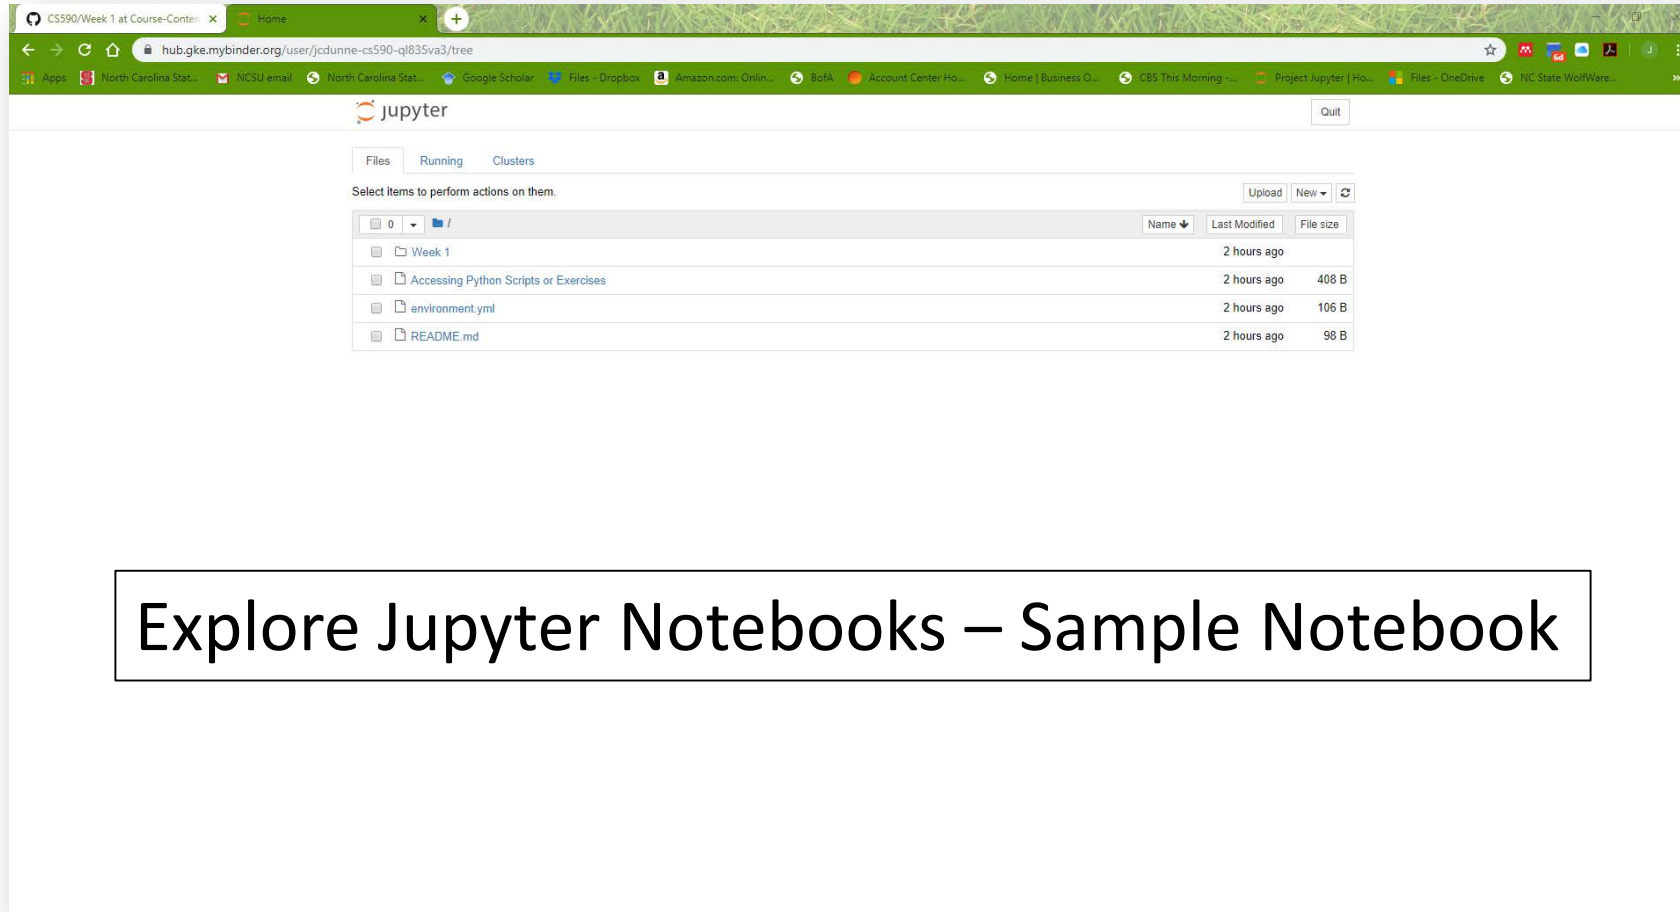 CS590/Week 1 at Course-Conten
Home
hub.gke.mybinder.org/user/jcdunne-cs590-ql835va3/tree
Apps North Carolina Stat... NCSU email North Carolina Stat... Google Scholar Files - Dropbox Amazon.com: Onlin... BofA Account Center Ho... Home | Business O... CBS This Morning -... Project Jupyter | Ho... Files - OneDrive NC State WolfWare... »
jupyter Quit
Files Running Clusters
Select items to perform actions on them. Upload New
0 / Name Last Modified File size
Week 1 2 hours ago
Accessing Python Scripts or Exercises 2 hours ago 408 B
environment.yml 2 hours ago 106 B
README.md 2 hours ago 98 B
Explore Jupyter Notebooks – Sample Notebook